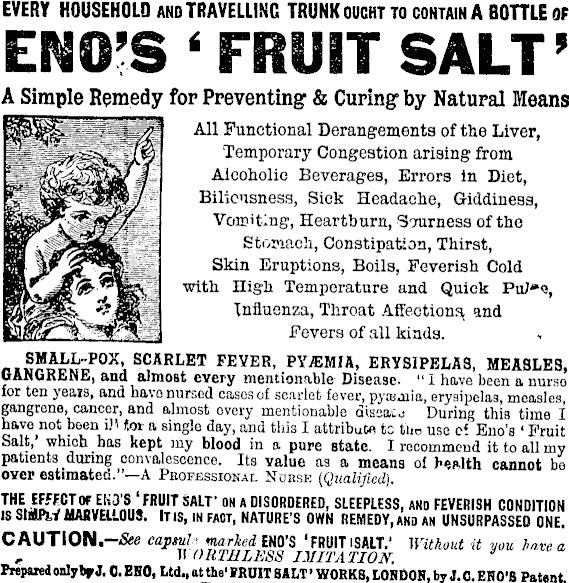 EVERY HOUSEHOLD AND TRAVELLING TRUNK OUGHT TO CONTAIN A BOTTLE OF
ENO'S 'FRUIT SALT'
A Simple Remedy for Preventing & Curing by Natural Means
All Functional Derangements of the Liver,
Temporary Congestion arising from
Alcoholic Beverages, Errors in Diet,
Biliousness, Sick Headache, Giddiness,
Vomiting, Heartburn, Sourness of the
Stomach, Constipation, Thirst,
Skin Eruptions, Boils, Feverish Cold
with High Temperature and Quick Pulse,
Influenza, Throat Affections, and
Fevers of all kinds.
SMALL-POX, SCARLET FEVER, PYÆMIA, ERYSIPELAS, MEASLES,
GANGRENE, and almost every mentionable Disease. "I have been a nurse
for ten years, and have nursed cases of scarlet fever, pyæmia, erysipelas, measles,
gangrene, cancer, and almost every mentionable disease. During this time I
have not been ill for a single day, and this I attribute to the use of Eno's 'Fruit
Salt,' which has kept my blood in a pure state. I recommend it to all my
patients during convalescence. Its value as a means of health cannot be
over estimated."—A PROFESSIONAL NURSE (Qualified).
THE EFFECT OF ENO'S 'FRUIT SALT' ON A DISORDERED, SLEEPLESS, AND FEVERISH CONDITION
IS SIMPLY MARVELLOUS. IT IS, IN FACT, NATURE'S OWN REMEDY, AND AN UNSURPASSED ONE.
CAUTION.—See capsule marked ENO'S 'FRUIT SALT.' Without it you have a
WORTHLESS IMITATION.
Prepared only by J. C. ENO, Ltd., at the 'FRUIT SALT' WORKS, LONDON, by J. C. ENO'S Patent